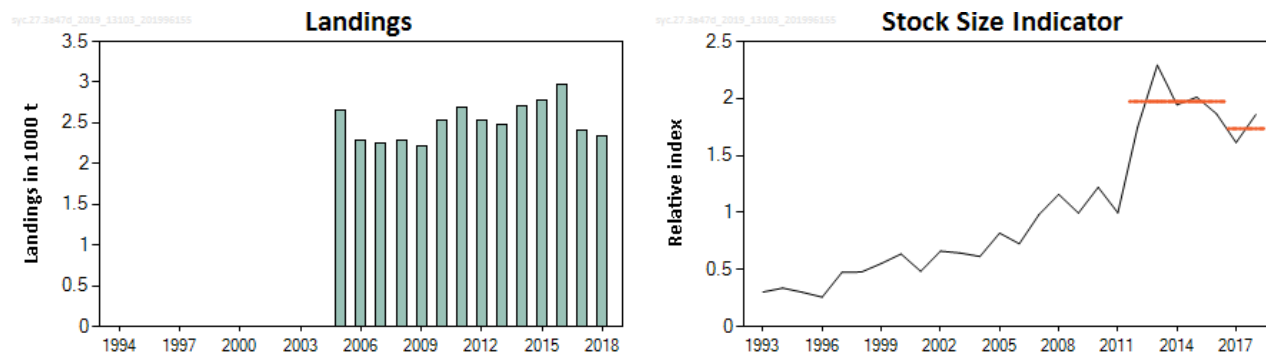 syc.27.3a47d_2019_13103_201996155
Landings
Landings in 1000 t
3.5
3
2.5
2
1.5
1
0.5
0
1994 1997 2000 2003 2006 2009 2012 2015 2018
syc.27.3a47d_2019_13103_201996155
Stock Size Indicator
Relative index
2.5
2
1.5
1
0.5
0
1993 1996 1999 2002 2005 2008 2011 2014 2017